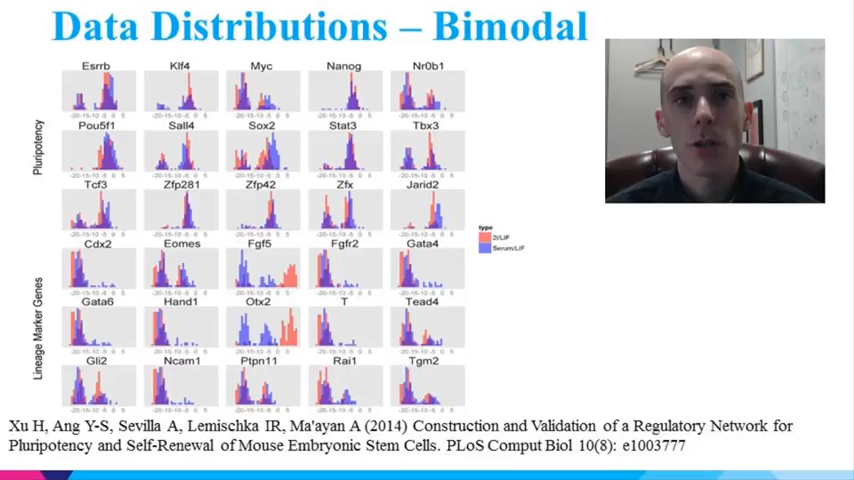 Data Distributions – Bimodal
Esrrb Klf4 Myc Nanog Nr0b1
Pou5f1 Sall4 Sox2 Stat3 Tbx3
Tcf3 Zfp281 Zfp42 Zfx Jarid2
Cdx2 Eomes Fgf5 Fgfr2 Gata4
Gata6 Hand1 Otx2 T Tead4
Gli2 Ncam1 Ptpn11 Rai1 Tgm2
Pluripotency
Lineage Marker Genes
type
2i/LIF
Serum/LIF
Xu H, Ang Y-S, Sevilla A, Lemischka IR, Ma'ayan A (2014) Construction and Validation of a Regulatory Network for
Pluripotency and Self-Renewal of Mouse Embryonic Stem Cells. PLoS Comput Biol 10(8): e1003777